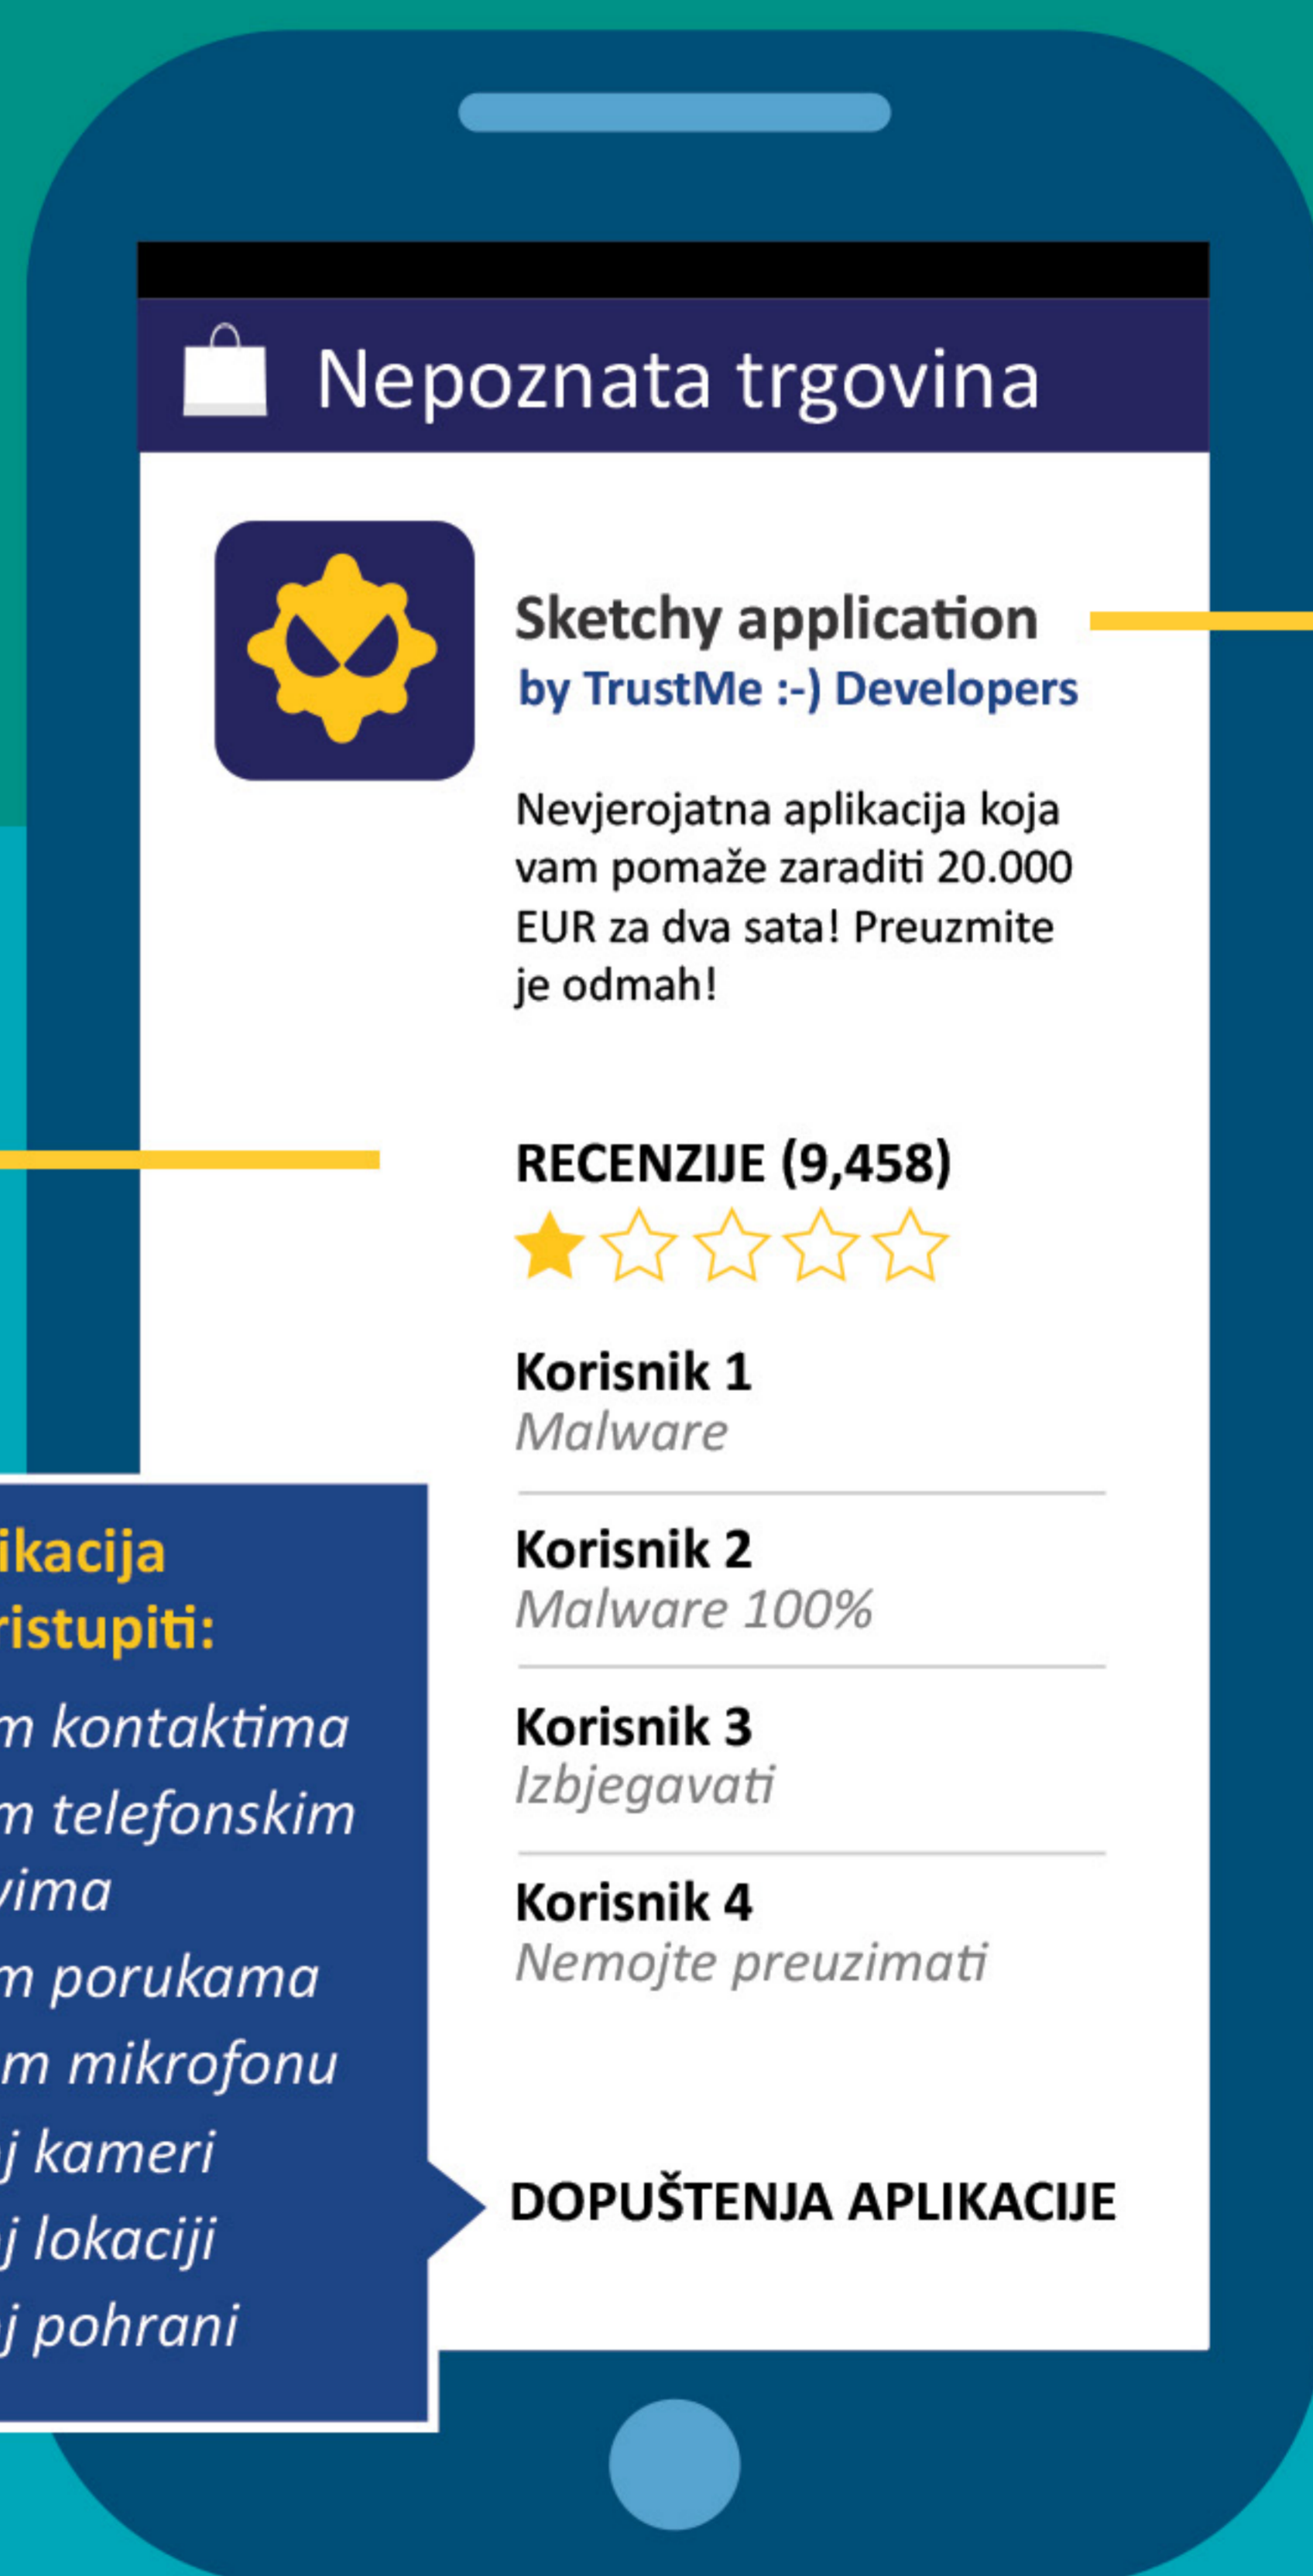 Nepoznata trgovina
Sketchy application
by TrustMe :-) Developers
Nevjerojatna aplikacija koja
vam pomaže zaraditi 20.000
EUR za dva sata! Preuzmite
je odmah!
RECENZIJE (9,458)
Korisnik 1
Malware
Korisnik 2
Malware 100%
Korisnik 3
Izbjegavati
Korisnik 4
Nemojte preuzimati
DOPUŠTENJA APLIKACIJE
ikacija
ristupiti:
m kontaktima
m telefonskim
vima
m porukama
m mikrofonu
j kameri
j lokaciji
j pohrani